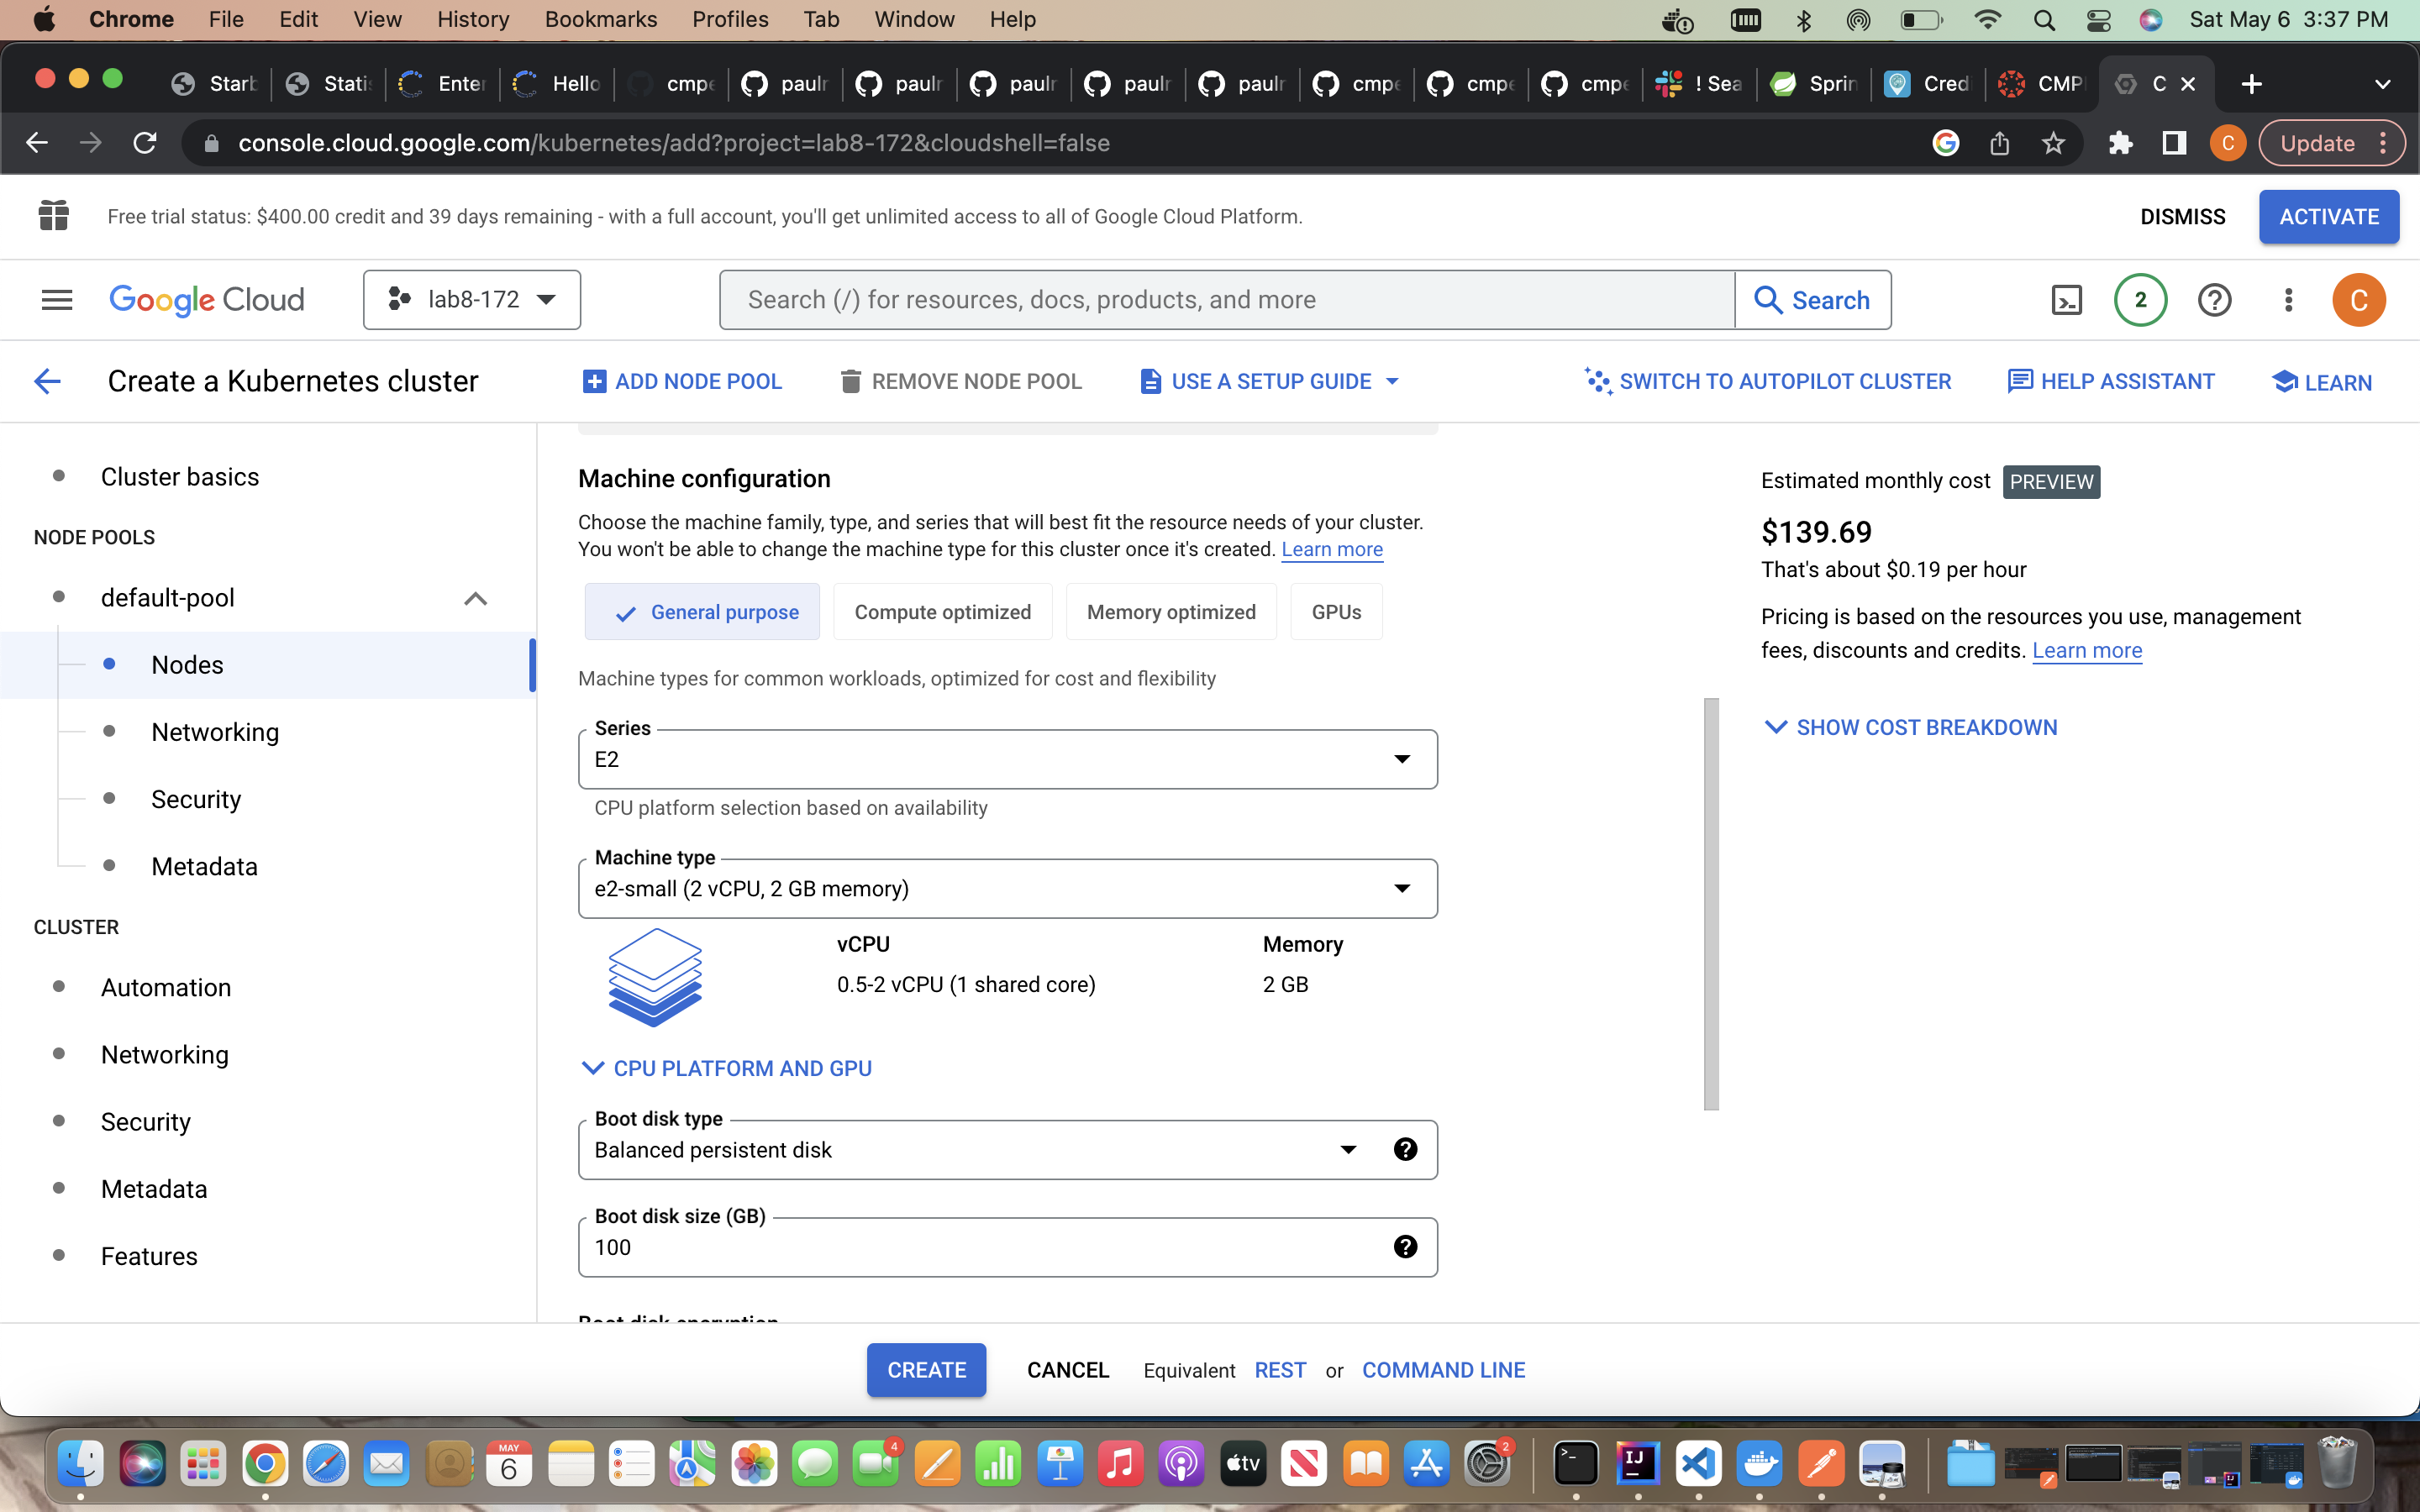 Chrome File Edit View History Bookmarks Profiles Tab Window Help Sat May 6 3:37 PM
Starb Stati Enter Hello cmpe paulr paulr paulr paulr paulr cmpe cmpe cmpe ! Sea Sprin Cred CMP C
console.cloud.google.com/kubernetes/add?project=lab8-172&cloudshell=false C Update
Free trial status: $400.00 credit and 39 days remaining - with a full account, you'll get unlimited access to all of Google Cloud Platform. DISMISS ACTIVATE
Google Cloud lab8-172 Search (/) for resources, docs, products, and more Search 2 C
Create a Kubernetes cluster ADD NODE POOL REMOVE NODE POOL USE A SETUP GUIDE SWITCH TO AUTOPILOT CLUSTER HELP ASSISTANT LEARN
Cluster basics
NODE POOLS
default-pool
Nodes
Networking
Security
Metadata
CLUSTER
Automation
Networking
Security
Metadata
Features
Machine configuration
Choose the machine family, type, and series that will best fit the resource needs of your cluster.
You won't be able to change the machine type for this cluster once it's created. Learn more
General purpose Compute optimized Memory optimized GPUs
Machine types for common workloads, optimized for cost and flexibility
Series
E2
CPU platform selection based on availability
Machine type
e2-small (2 vCPU, 2 GB memory)
vCPU Memory
0.5-2 vCPU (1 shared core) 2 GB
CPU PLATFORM AND GPU
Boot disk type
Balanced persistent disk
Boot disk size (GB)
100
Boot disk encryption
Estimated monthly cost PREVIEW
$139.69
That's about $0.19 per hour
Pricing is based on the resources you use, management
fees, discounts and credits. Learn more
SHOW COST BREAKDOWN
CREATE CANCEL Equivalent REST or COMMAND LINE
MAY
6
4
tv
2
IJ